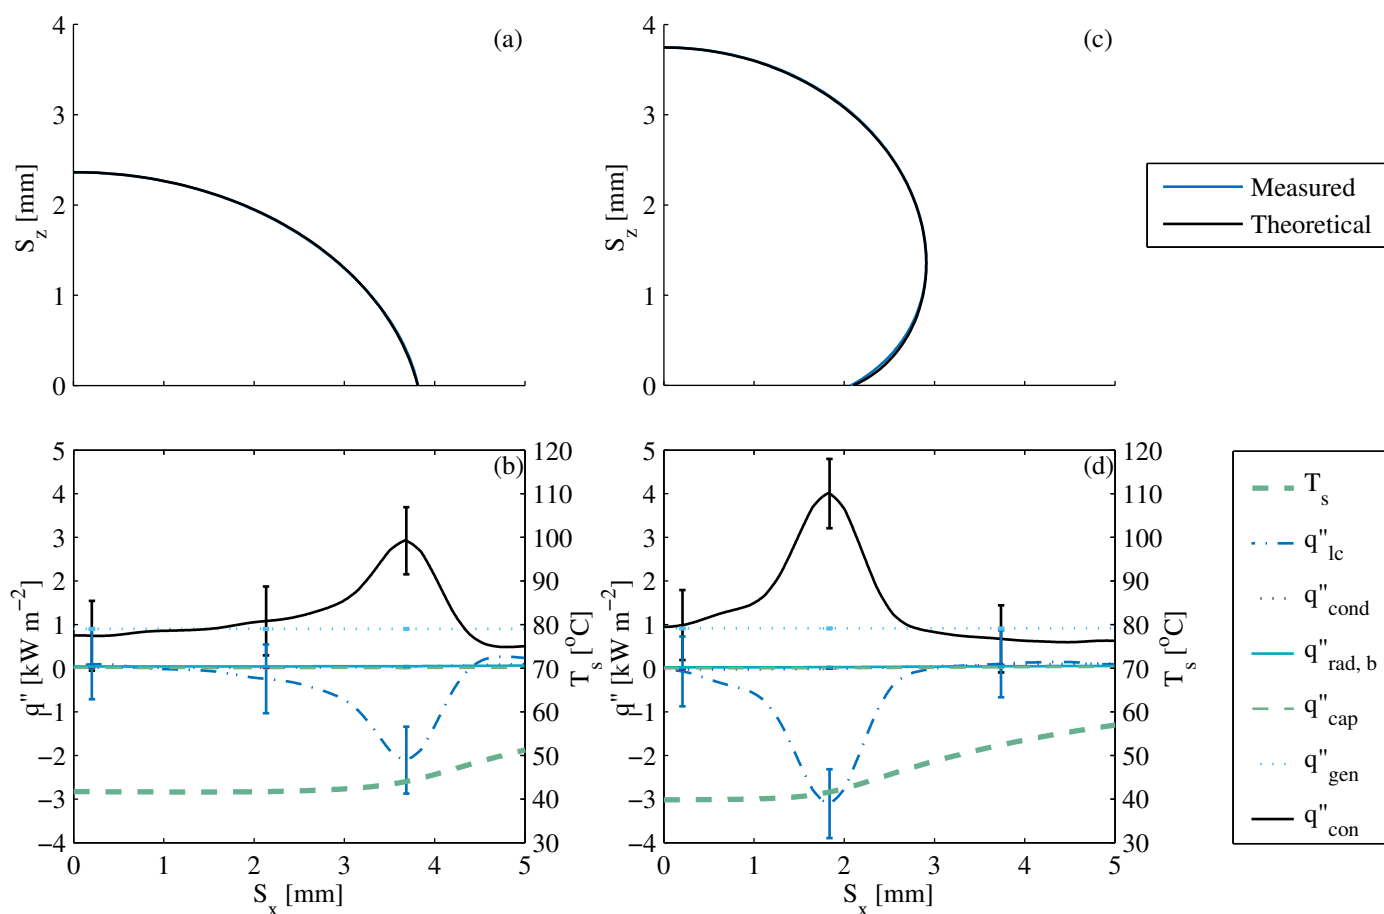 4
3
2
1
0
S_z [mm]
(a)
4
3
2
1
0
S_z [mm]
(c)
Measured
Theoretical
5
4
3
2
1
0
−1
−2
−3
−4
q'' [kW m^−2]
(b)
120
110
100
90
80
70
60
50
40
30
T_s [°C]
0 1 2 3 4 5
S_x [mm]
5
4
3
2
1
0
−1
−2
−3
−4
q'' [kW m^−2]
(d)
120
110
100
90
80
70
60
50
40
30
T_s [°C]
0 1 2 3 4 5
S_x [mm]
T_s
q''_lc
q''_cond
q''_rad, b
q''_cap
q''_gen
q''_con